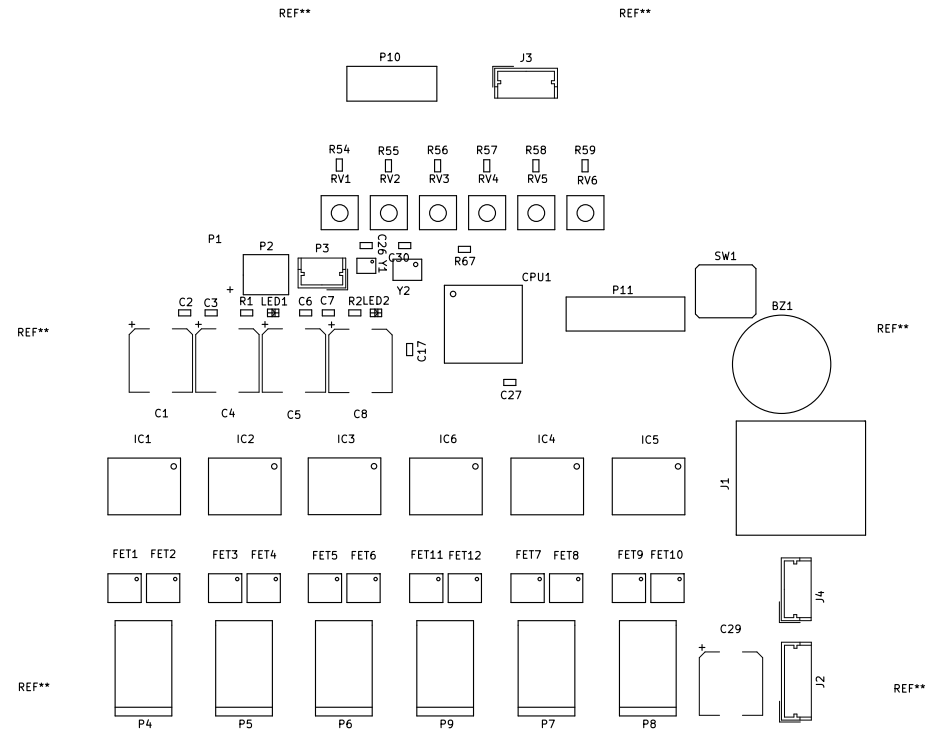 REF** REF**
P10 J3
R54 R55 R56 R57 R58 R59
RV1 RV2 RV3 RV4 RV5 RV6
P1 P2 P3 C26 C30 R67
Y1 Y2 SW1
+
CPU1 P11
C2 C3 R1 LED1 C6 C7 R2 LED2
BZ1
+ + + +
REF** REF**
C17
C27
C1 C4 C5 C8
IC1 IC2 IC3 IC6 IC4 IC5
J1
FET1 FET2 FET3 FET4 FET5 FET6 FET11 FET12 FET7 FET8 FET9 FET10
J4
C29
+
REF** J2 REF**
P4 P5 P6 P9 P7 P8